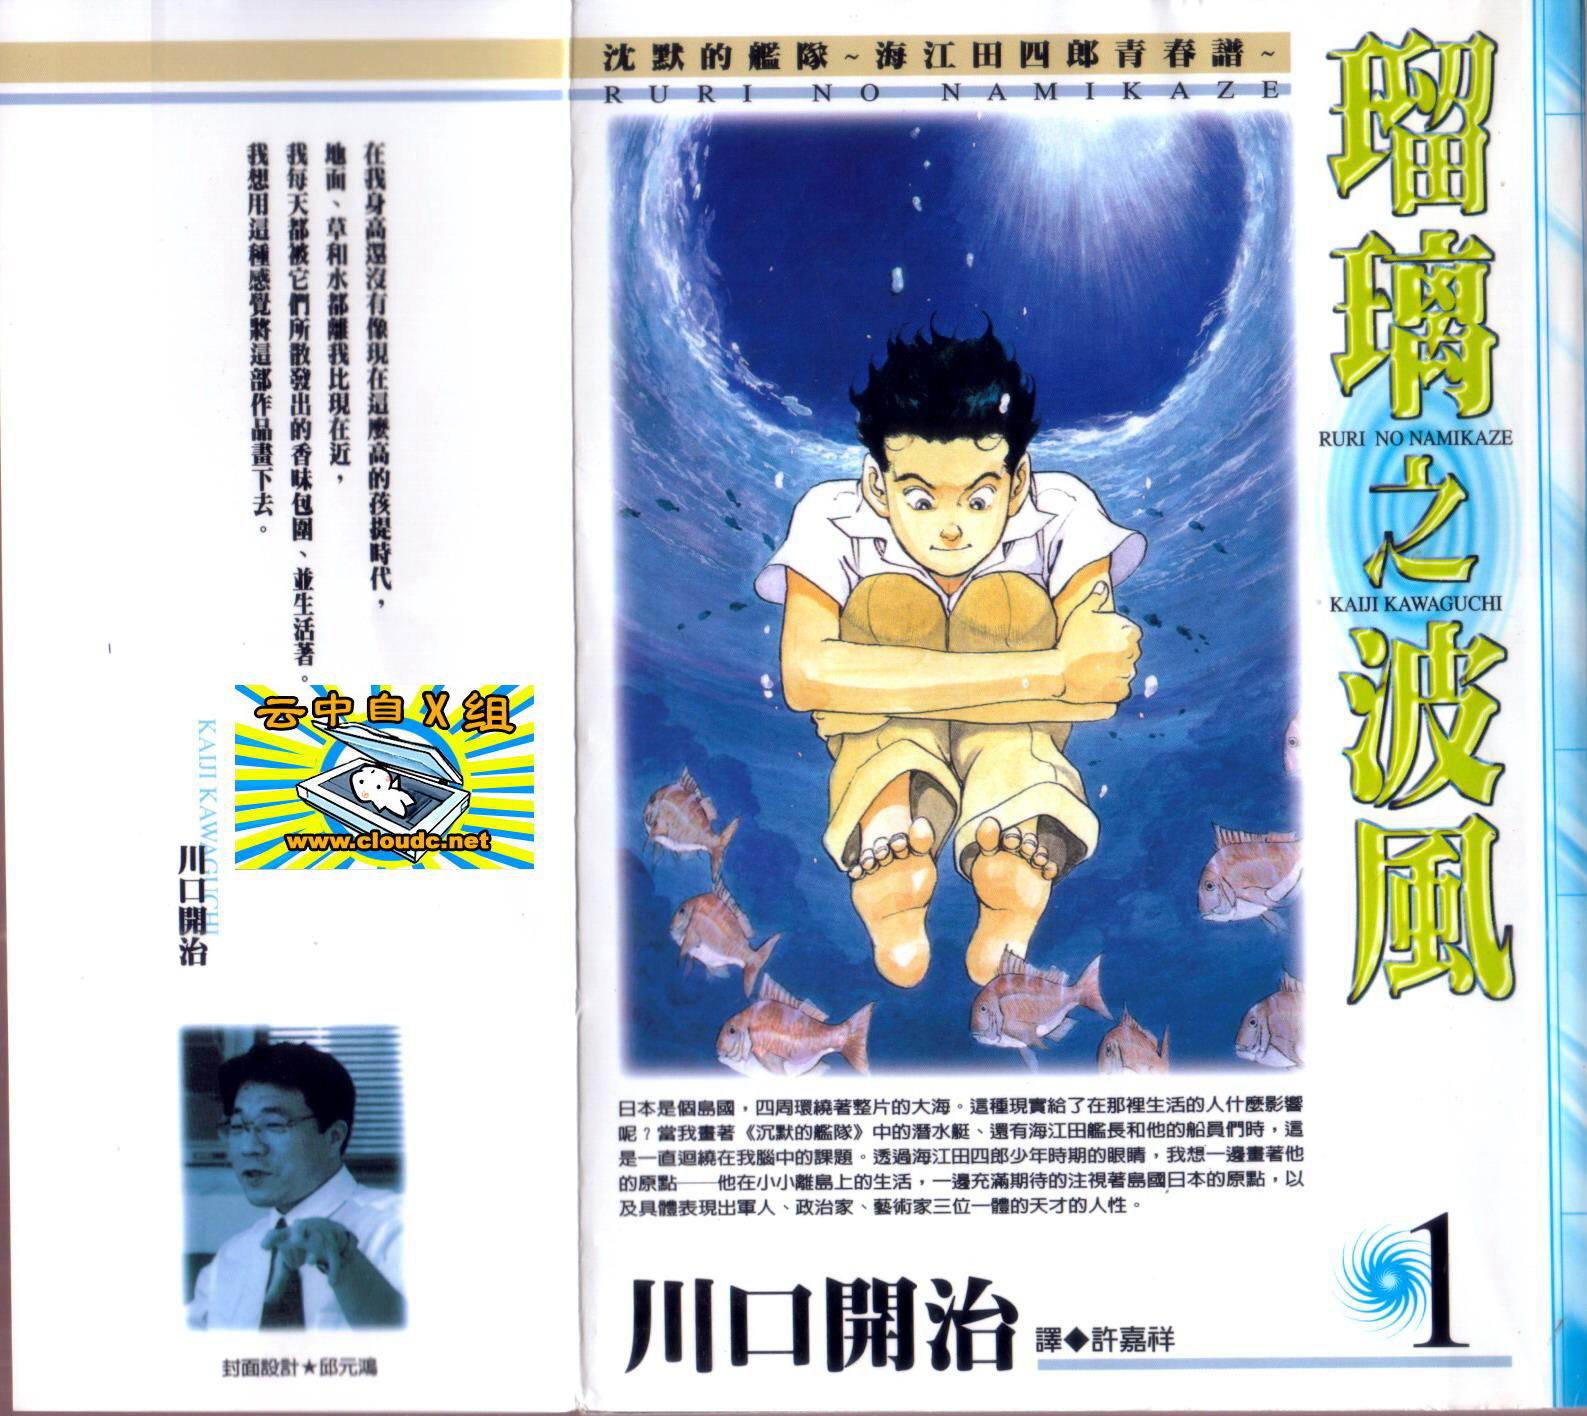 沈默的艦隊~海江田四郎青春譜~
RURI NO NAMIKAZE
瑠璃之波風
RURI NO NAMIKAZE
KAIJI KAWAGUCHI
日本是個島國，四周環繞著整片的大海。這種現實給了在那裡生活的人什麼影響
呢？當我畫著《沉默的艦隊》中的潛水艇、還有海江田艦長和他的船員們時，這
是一直迴繞在我腦中的課題。透過海江田四郎少年時期的眼睛，我想一邊畫著他
的原點──他在小小離島上的生活，一邊充滿期待的注視著島國日本的原點，以
及具體表現出軍人、政治家、藝術家三位一體的天才的人性。
川口開治
譯◆許嘉祥
1
在我身高還沒有像現在這麼高的孩提時代，
地面、草和水都離我比現在近，
我每天都被它們所散發出的香味包圍、並生活著。
我想用這種感覺將這部作品畫下去。
KAIJI KAWAGUCHI
川口開治
云中自X组
www.cloudc.net
封面設計★邱元鴻